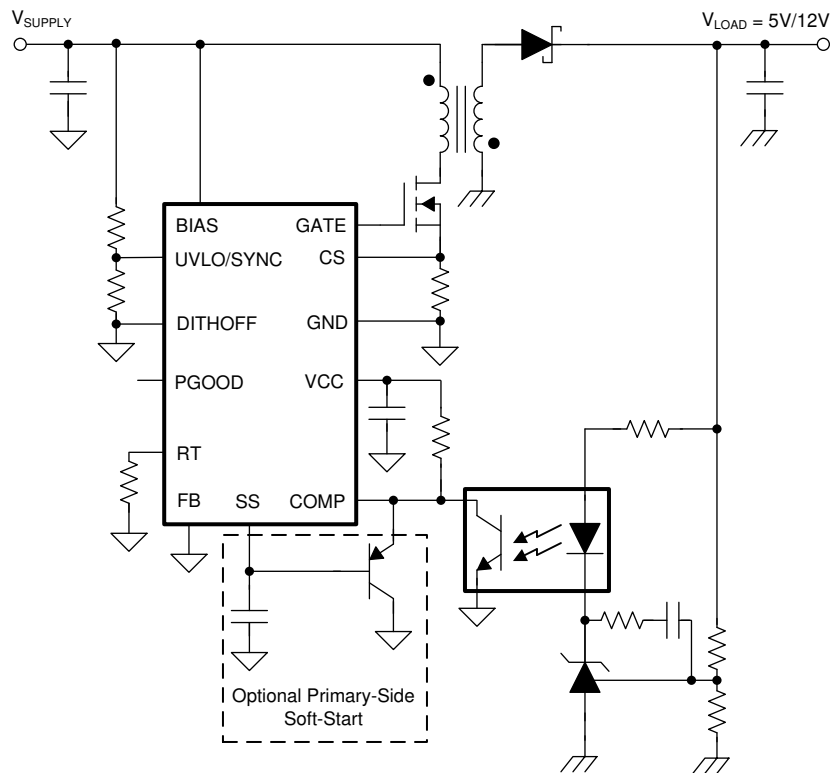 VSUPPLY
VLOAD = 5V/12V
BIAS
GATE
UVLO/SYNC
CS
DITHOFF
GND
PGOOD
VCC
RT
FB
SS
COMP
Optional Primary-Side
Soft-Start